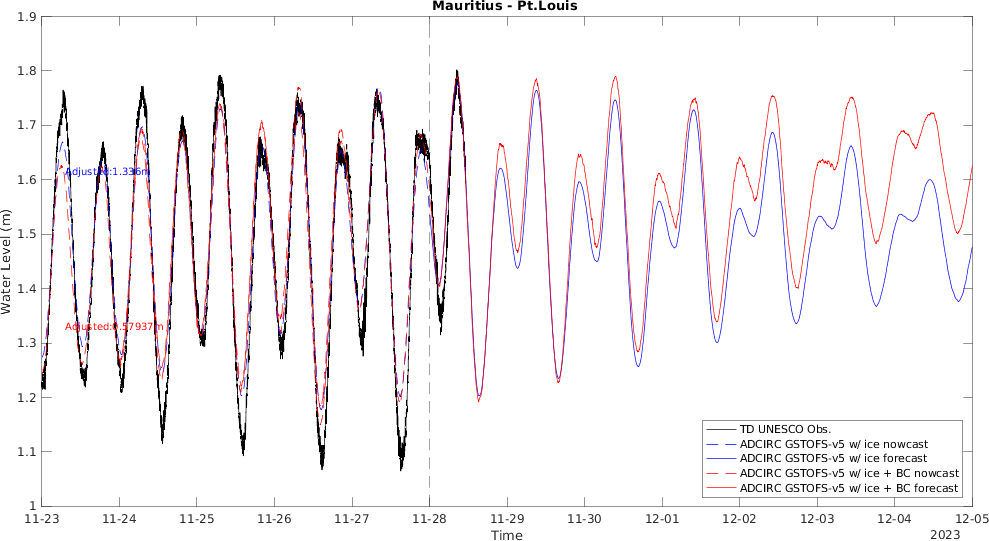 Mauritius - Pt.Louis
1.9
1.8
1.7
1.6
1.5
1.4
1.3
1.2
1.1
1
Water Level (m)
Adjusted:1.336m
Adjusted:0.57937m
TD UNESCO Obs.
ADCIRC GSTOFS-v5 w/ ice nowcast
ADCIRC GSTOFS-v5 w/ ice forecast
ADCIRC GSTOFS-v5 w/ ice + BC nowcast
ADCIRC GSTOFS-v5 w/ ice + BC forecast
11-23 11-24 11-25 11-26 11-27 11-28 11-29 11-30 12-01 12-02 12-03 12-04 12-05
Time
2023